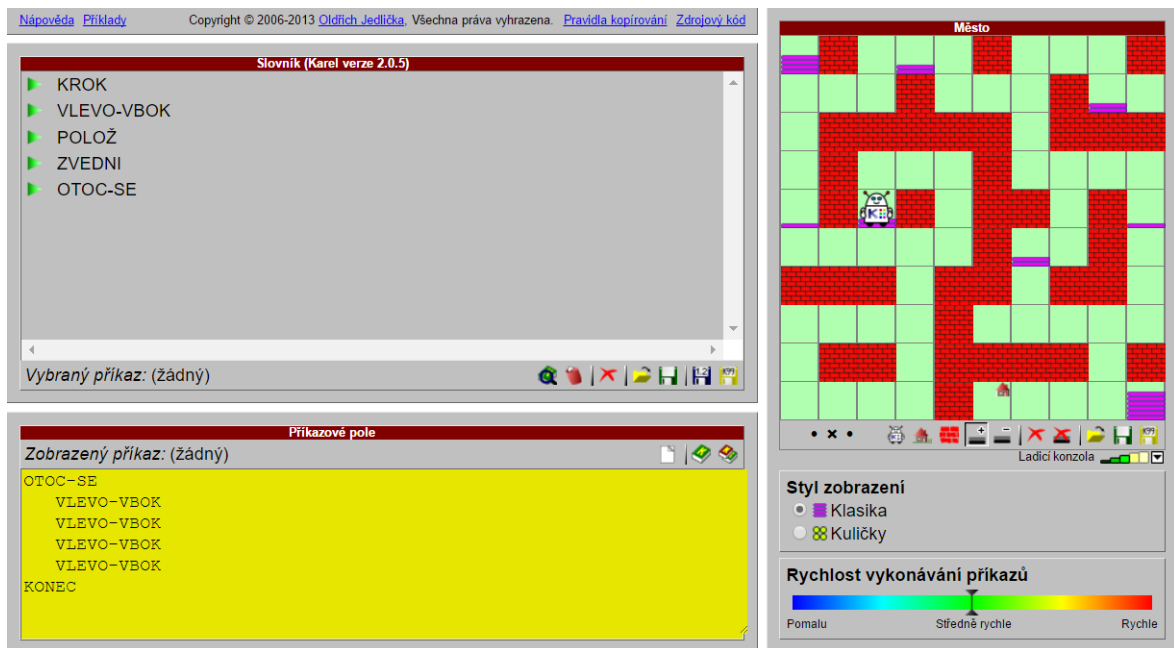 Nápověda Příklady Copyright © 2006-2013 Oldřich Jedlička, Všechna práva vyhrazena. Pravidla kopírování Zdrojový kód
Slovník (Karel verze 2.0.5)
KROK
VLEVO-VBOK
POLOŽ
ZVEDNI
OTOC-SE
Vybraný příkaz: (žádný)
Příkazové pole
Zobrazený příkaz: (žádný)
OTOC-SE
VLEVO-VBOK
VLEVO-VBOK
VLEVO-VBOK
VLEVO-VBOK
KONEC
Město
K
Ladicí konzola
Styl zobrazení
Klasika
Kuličky
Rychlost vykonávání příkazů
Pomalu Středně rychle Rychle